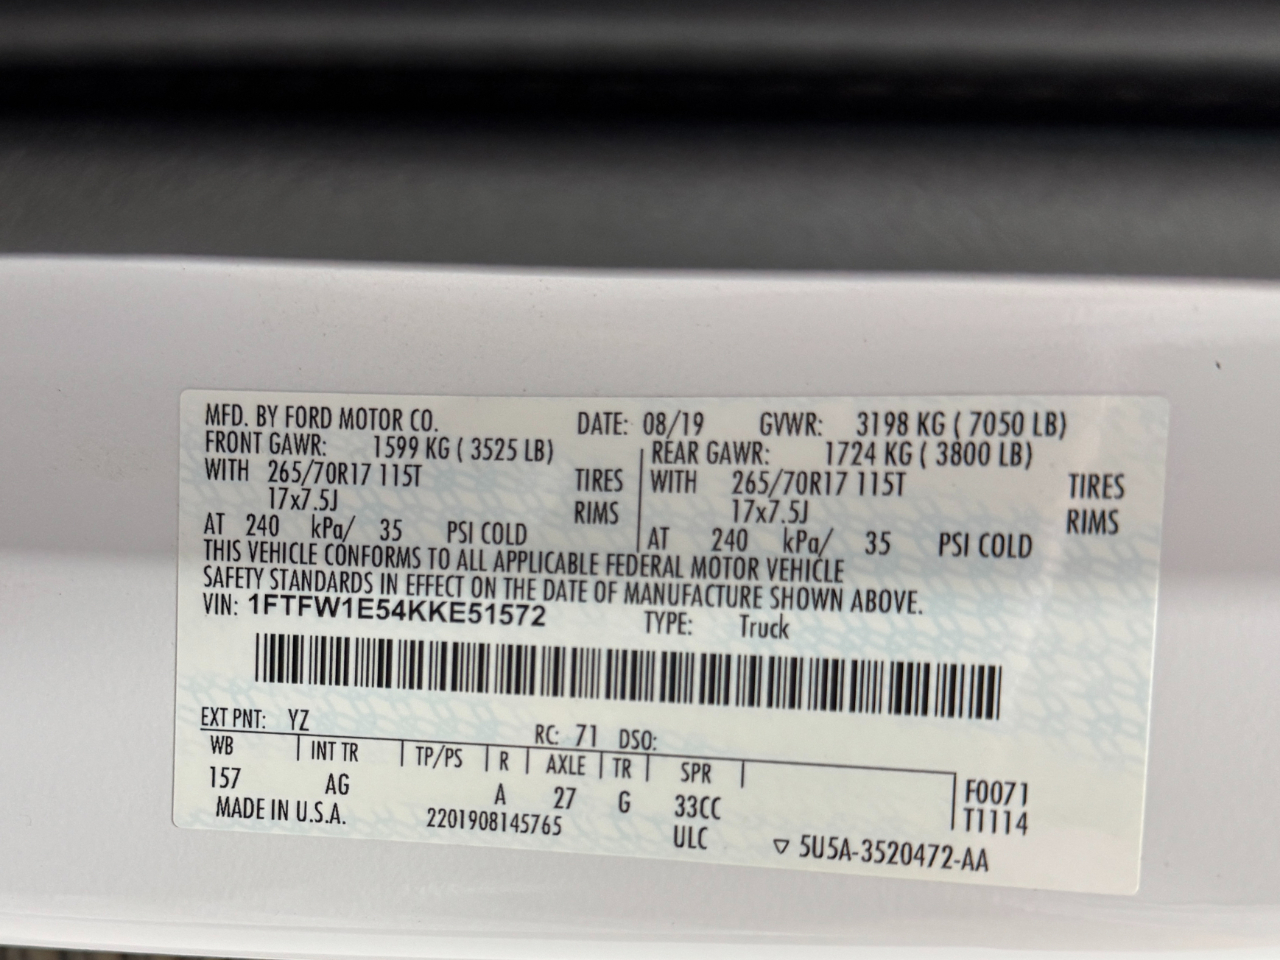 MFD. BY FORD MOTOR CO. DATE: 08/19 GVWR: 3198 KG ( 7050 LB)
FRONT GAWR: 1599 KG ( 3525 LB) REAR GAWR: 1724 KG ( 3800 LB)
WITH 265/70R17 115T TIRES WITH 265/70R17 115T TIRES
17x7.5J RIMS 17x7.5J RIMS
AT 240 kPa/ 35 PSI COLD AT 240 kPa/ 35 PSI COLD
THIS VEHICLE CONFORMS TO ALL APPLICABLE FEDERAL MOTOR VEHICLE
SAFETY STANDARDS IN EFFECT ON THE DATE OF MANUFACTURE SHOWN ABOVE.
VIN: 1FTFW1E54KKE51572 TYPE: Truck
EXT PNT: YZ RC: 71 DSO:
WB INT TR TP/PS R AXLE TR SPR
157 AG A 27 G 33CC F0071
MADE IN U.S.A. 2201908145765 ULC T1114
▽ 5U5A-3520472-AA